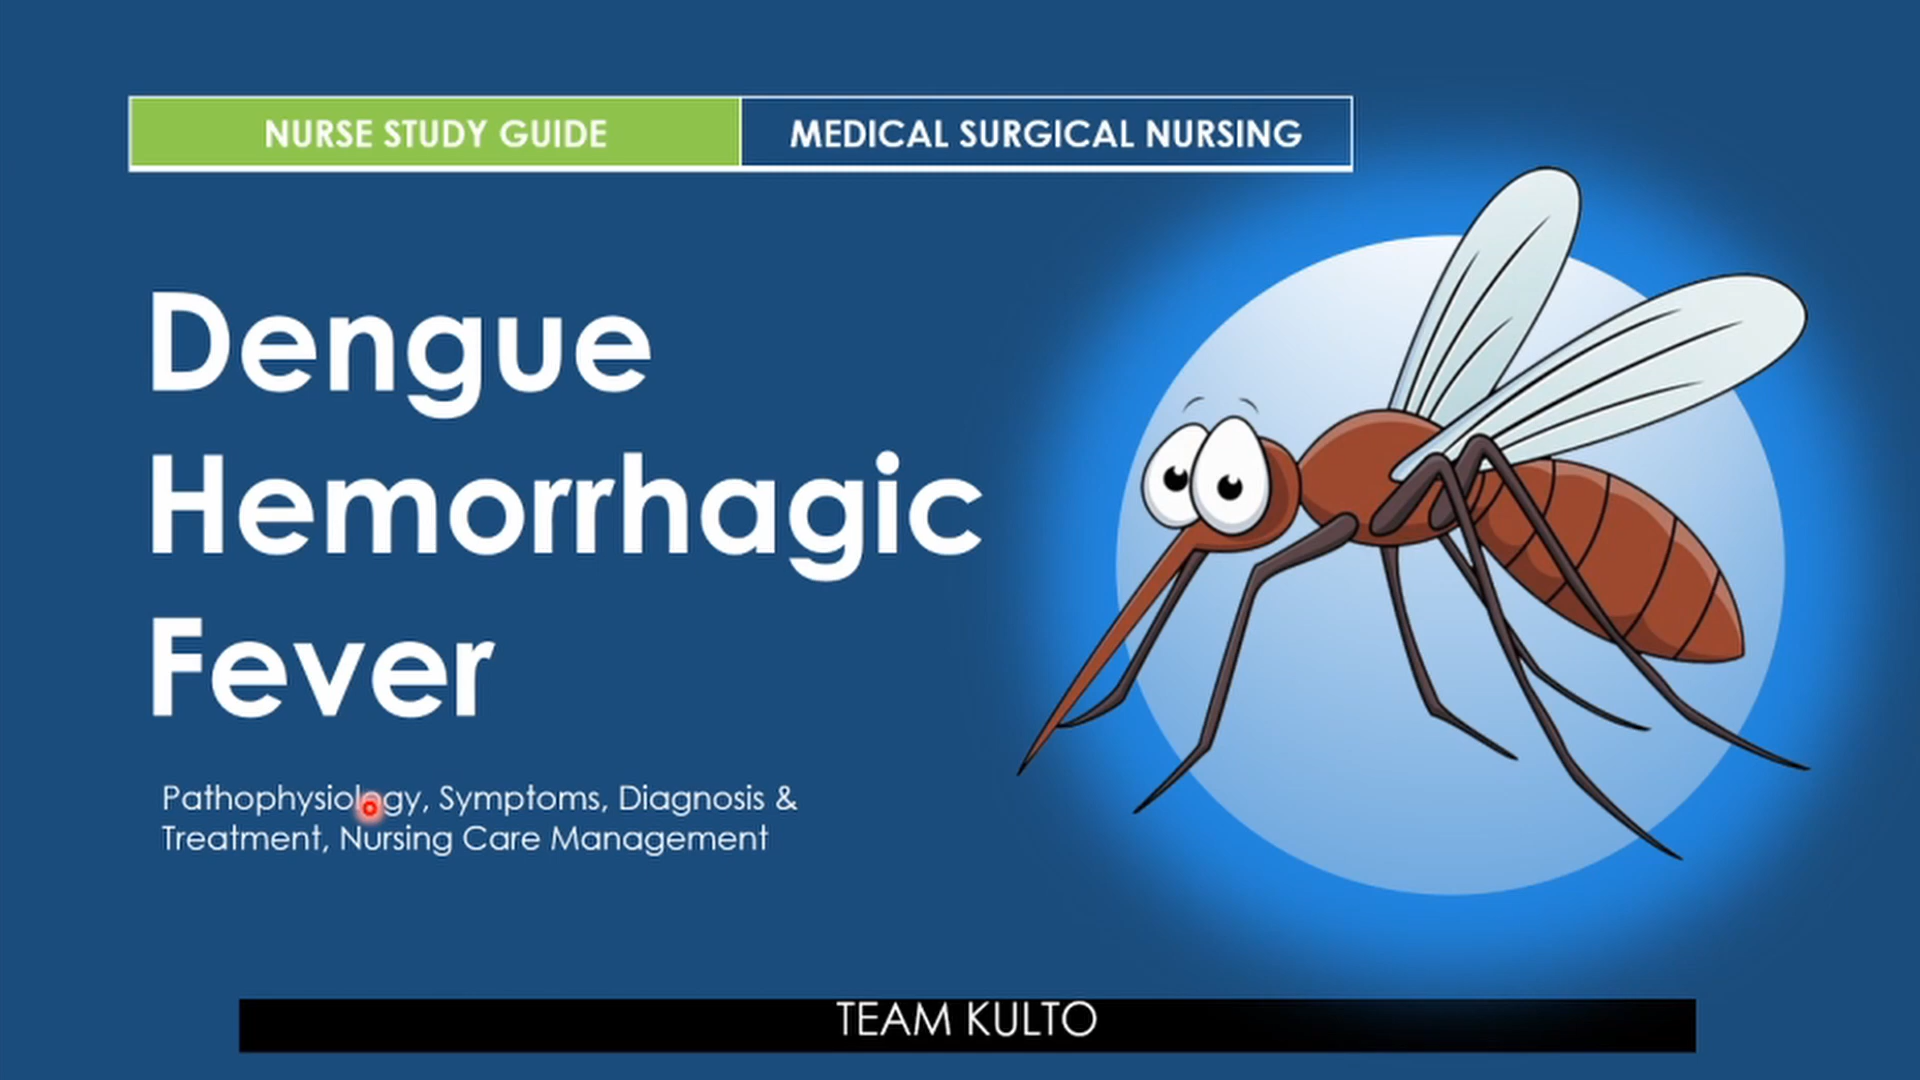 NURSE STUDY GUIDE
MEDICAL SURGICAL NURSING
Dengue
Hemorrhagic
Fever
Pathophysiology, Symptoms, Diagnosis &
Treatment, Nursing Care Management
TEAM KULTO